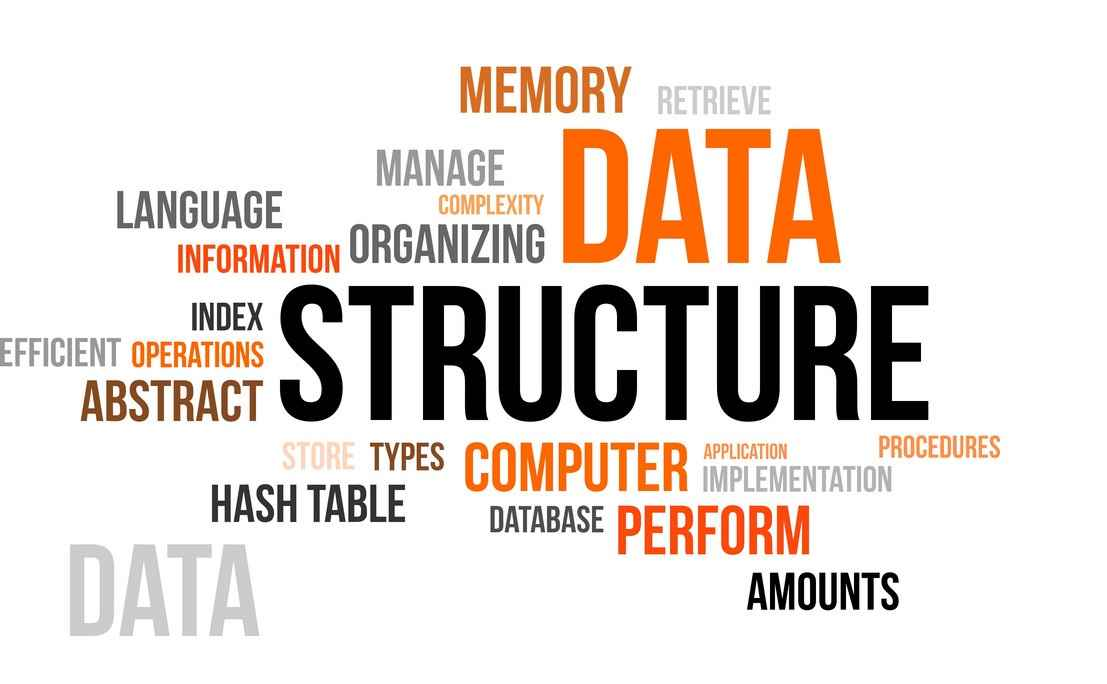 MEMORY
RETRIEVE
DATA
MANAGE
LANGUAGE
COMPLEXITY
ORGANIZING
INFORMATION
STRUCTURE
INDEX
EFFICIENT
OPERATIONS
ABSTRACT
STORE
TYPES
COMPUTER
APPLICATION
PROCEDURES
IMPLEMENTATION
HASH TABLE
DATABASE
PERFORM
DATA
AMOUNTS